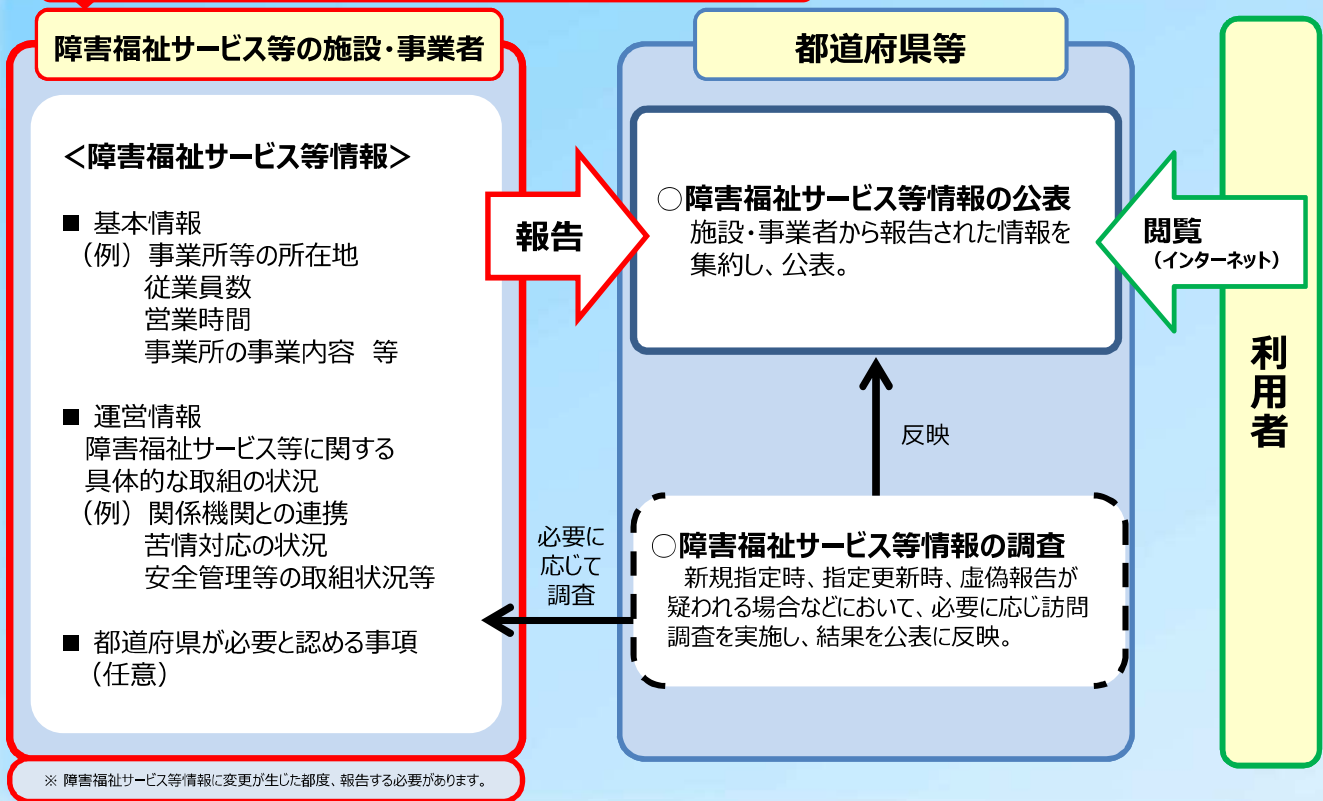 障害福祉サービス等の施設・事業者
＜障害福祉サービス等情報＞
■ 基本情報
（例）事業所等の所在地
従業員数
営業時間
事業所の事業内容 等
■ 運営情報
障害福祉サービス等に関する
具体的な取組の状況
（例）関係機関との連携
苦情対応の状況
安全管理等の取組状況等
■ 都道府県が必要と認める事項
（任意）
※ 障害福祉サービス等情報に変更が生じた都度、報告する必要があります。
報告
必要に
応じて
調査
都道府県等
○障害福祉サービス等情報の公表
施設・事業者から報告された情報を
集約し、公表。
反映
○障害福祉サービス等情報の調査
新規指定時、指定更新時、虚偽報告が
疑われる場合などにおいて、必要に応じ訪問
調査を実施し、結果を公表に反映。
閲覧
（インターネット）
利用者